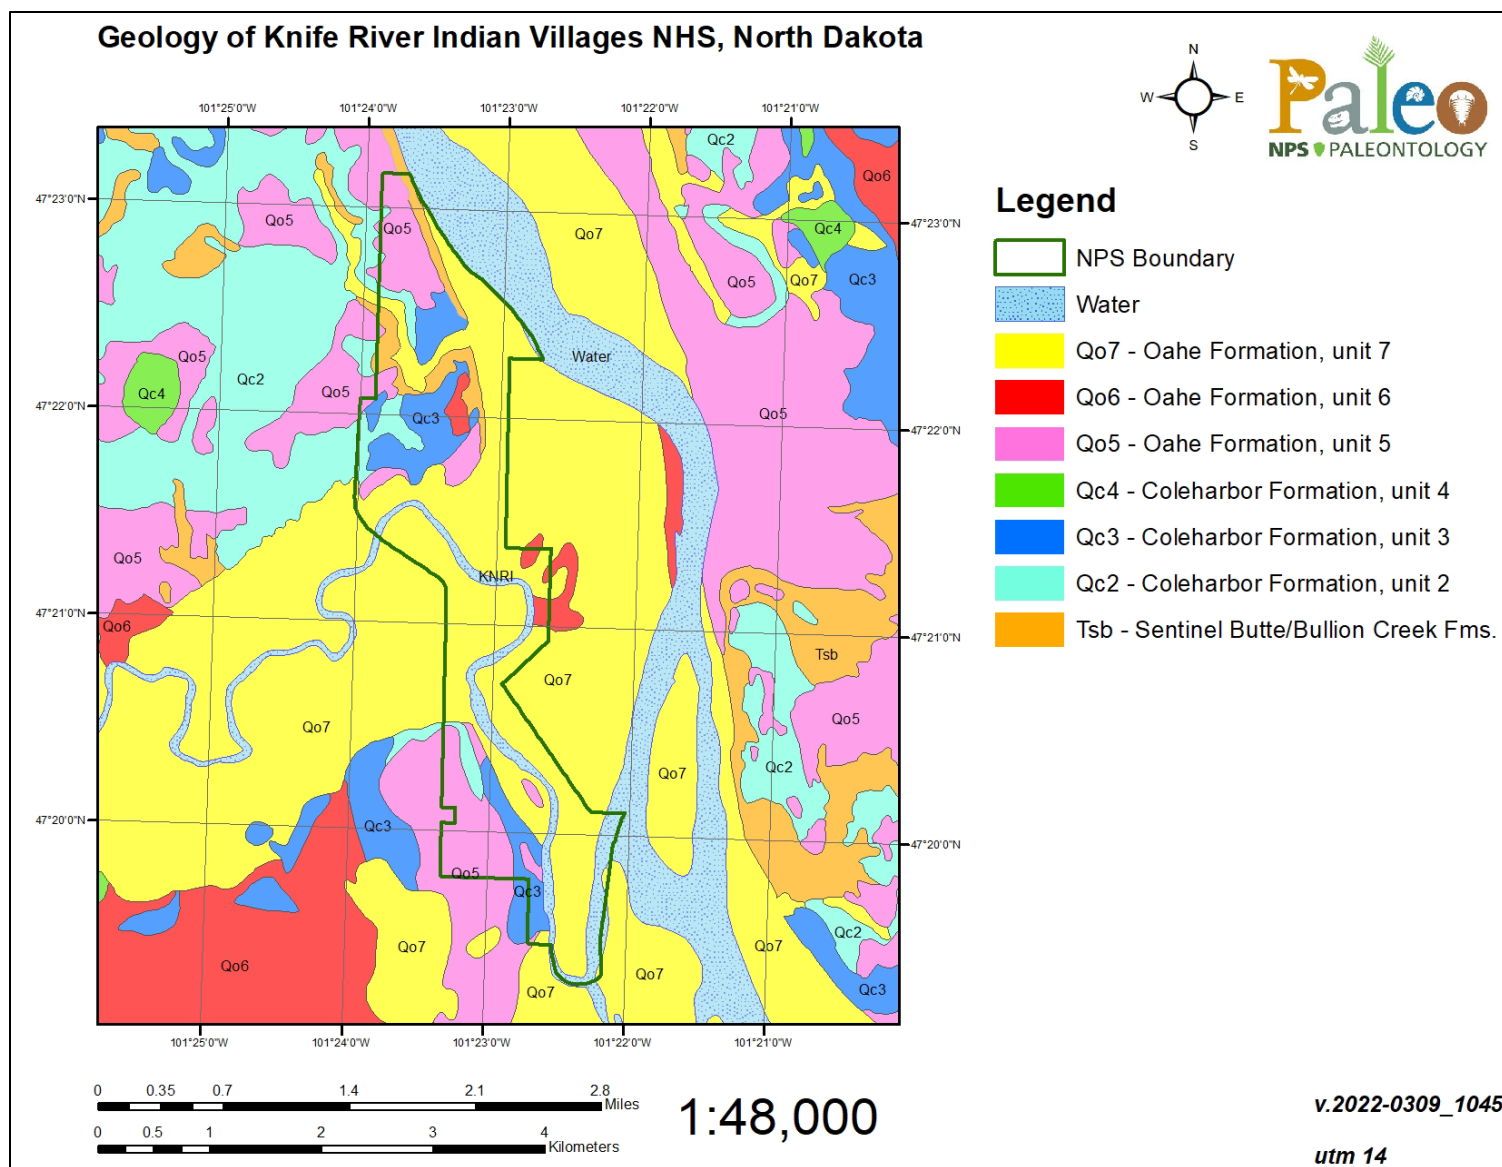 Geology of Knife River Indian Villages NHS, North Dakota
N
W E
S
Paleo
NPS PALEONTOLOGY
101°25'0"W 101°24'0"W 101°23'0"W 101°22'0"W 101°21'0"W
47°23'0"N
47°22'0"N
47°21'0"N
47°20'0"N
47°23'0"N
47°22'0"N
47°21'0"N
47°20'0"N
Qc2
Qo6
Qo5
Qo5
Qo7
Qc4
Qo5
Qo7
Qc3
Qo5
Water
Qc4
Qc2
Qo5
Qc3
Qo5
Qo5
KNRI
Qo6
Tsb
Qo7
Qo7
Qo5
Qc2
Qo7
Qc3
Qo5
Qc3
Qo7
Qo6
Qo7
Qo7
Qo7
Qc2
Qc3
101°25'0"W 101°24'0"W 101°23'0"W 101°22'0"W 101°21'0"W
Legend
NPS Boundary
Water
Qo7 - Oahe Formation, unit 7
Qo6 - Oahe Formation, unit 6
Qo5 - Oahe Formation, unit 5
Qc4 - Coleharbor Formation, unit 4
Qc3 - Coleharbor Formation, unit 3
Qc2 - Coleharbor Formation, unit 2
Tsb - Sentinel Butte/Bullion Creek Fms.
0 0.35 0.7 1.4 2.1 2.8
Miles
0 0.5 1 2 3 4
Kilometers
1:48,000
v.2022-0309_1045
utm 14